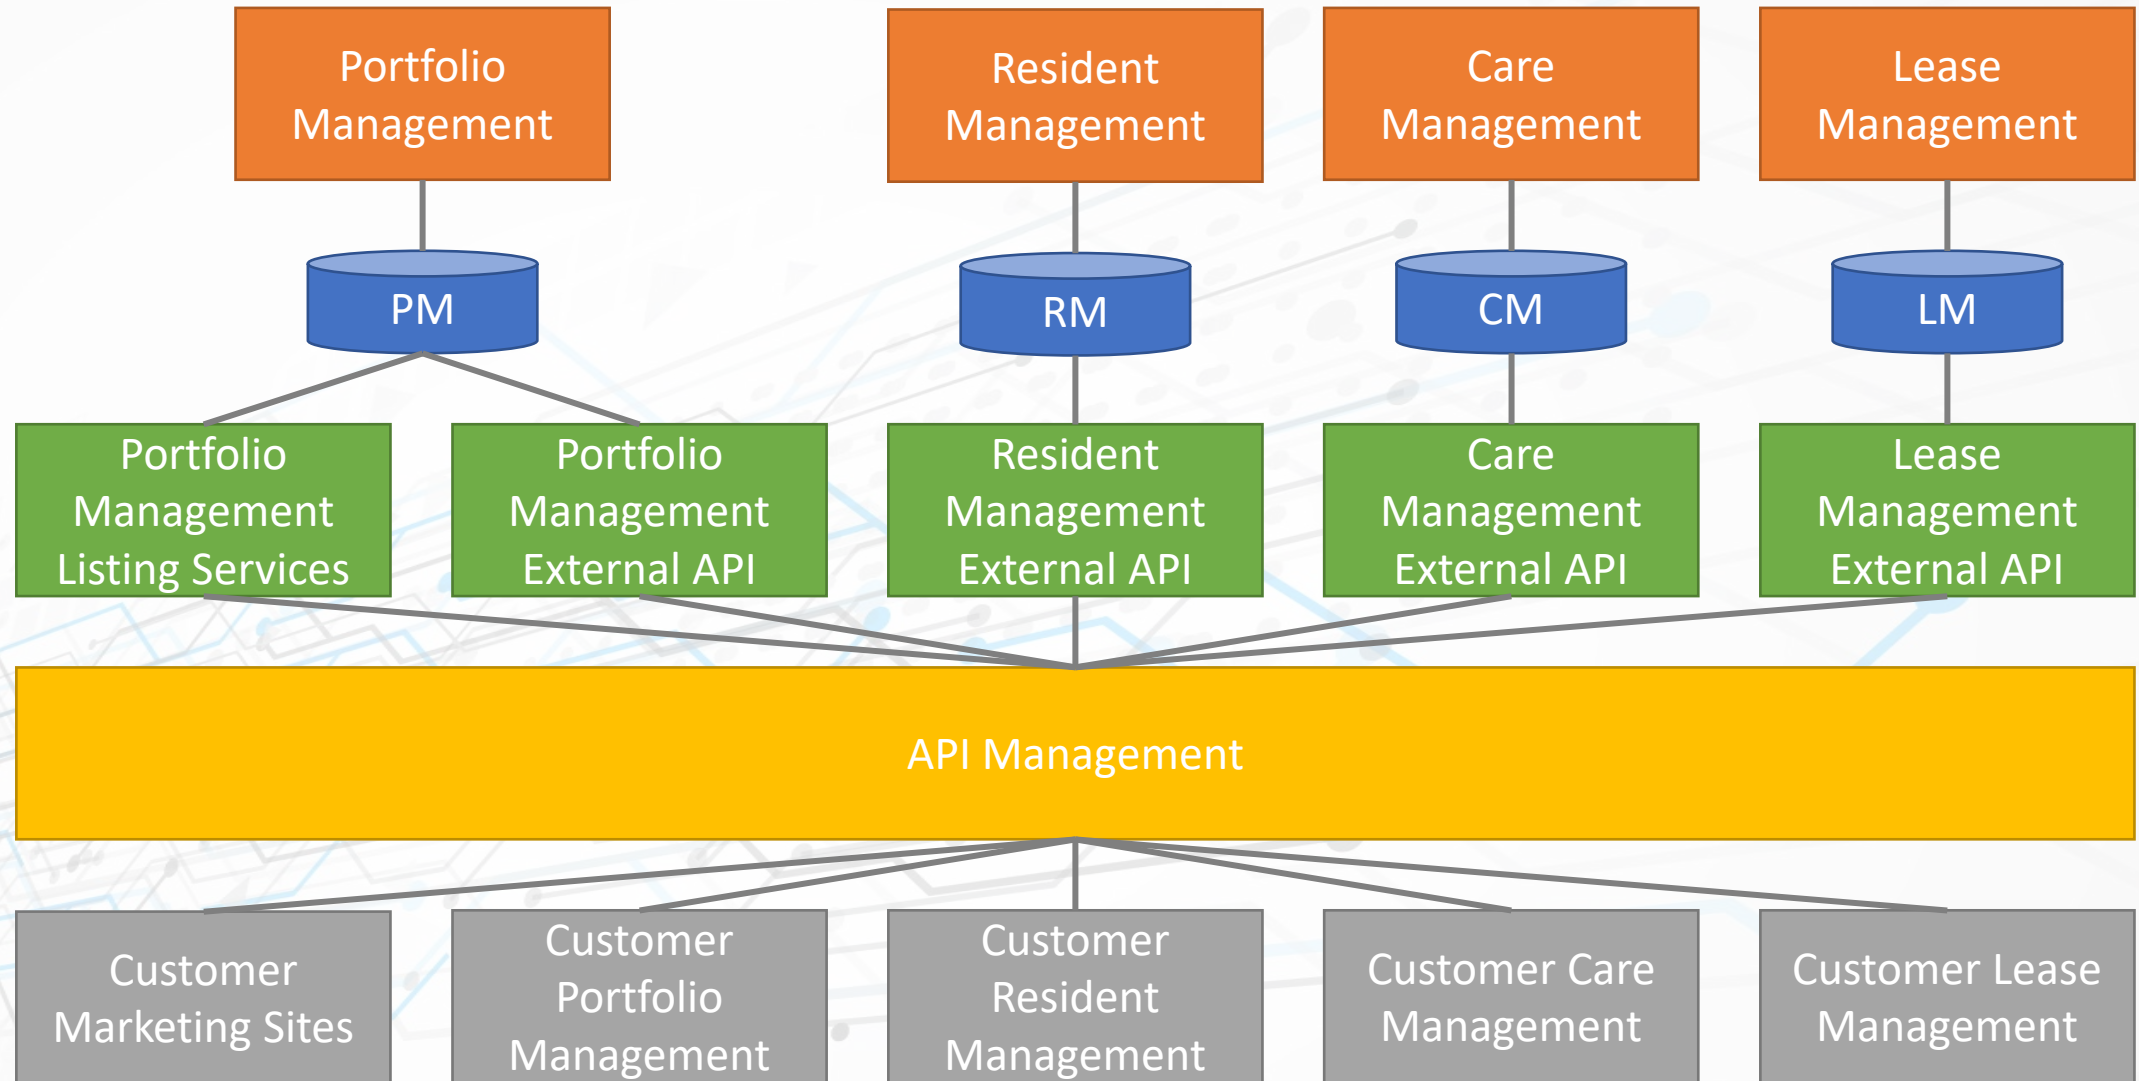 Portfolio
Management
Resident
Management
Care
Management
Lease
Management
PM
RM
CM
LM
Portfolio
Management
Listing Services
Portfolio
Management
External API
Resident
Management
External API
Care
Management
External API
Lease
Management
External API
API Management
Customer
Marketing Sites
Customer
Portfolio
Management
Customer
Resident
Management
Customer Care
Management
Customer Lease
Management